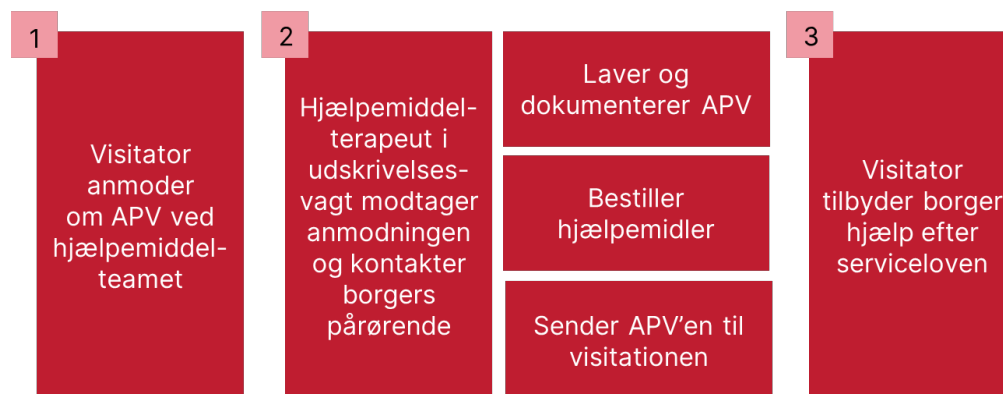 1
Visitator
anmoder
om APV ved
hjælpemiddel-
teamet
2
Hjælpemiddel-
terapeut i
udskrivelses-
vagt modtager
anmodningen
og kontakter
borgers
pårørende
Laver og
dokumenterer APV
Bestiller
hjælpemidler
Sender APV’en til
visitationen
3
Visitator
tilbyder borger
hjælp efter
serviceloven